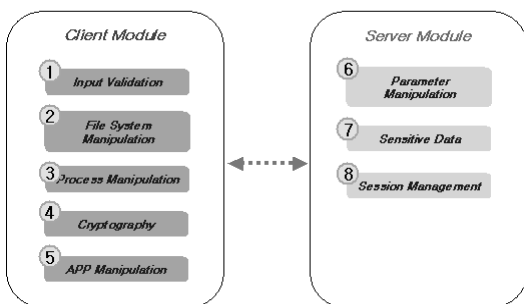 Client Module
1
Input Validation
2
File System
Manipulation
3
Process Manipulation
4
Cryptography
5
APP Manipulation
Server Module
6
Parameter
Manipulation
7
Sensitive Data
8
Session Management